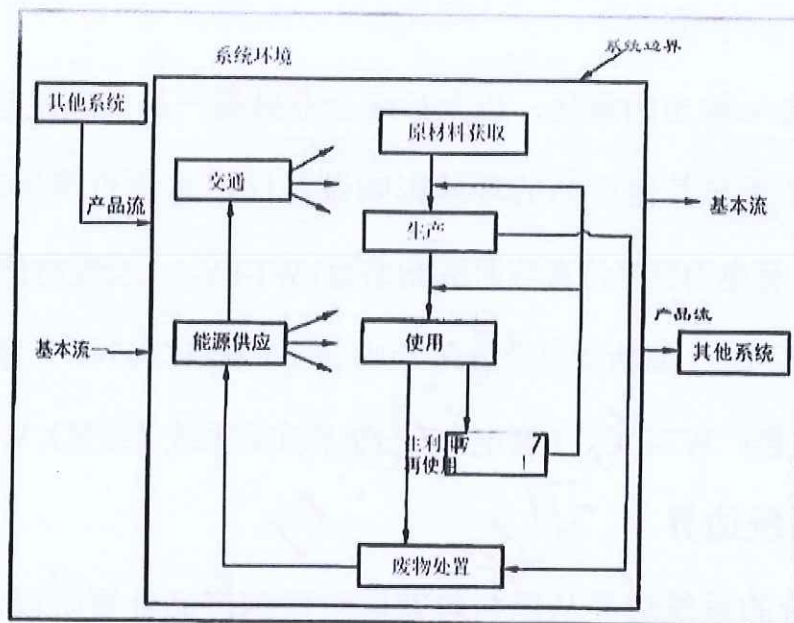 系统环境
系统边界
其他系统
原材料获取
交通
产品流
基本流
生产
产品流
基本流
能源供应
使用
其他系统
再使用
废物处置